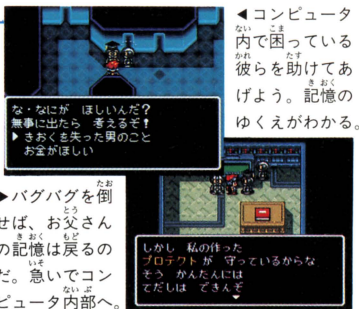 ◀コンピュータ
内で困っている
彼らを助けてあ
げよう。記憶の
ゆくえがわかる。
な・なにが ほしいんだ?
無事に出たら 考えるぞ!
▶ きおくを失った男のこと
お金がほしい
▶バグバグを倒
せば、お父さん
の記憶は戻るの
だ。急いでコン
ピュータ内部へ。
しかし 私の作った
プロテクト が 守っているからな
そう かんたんには
てだしは できんぞ